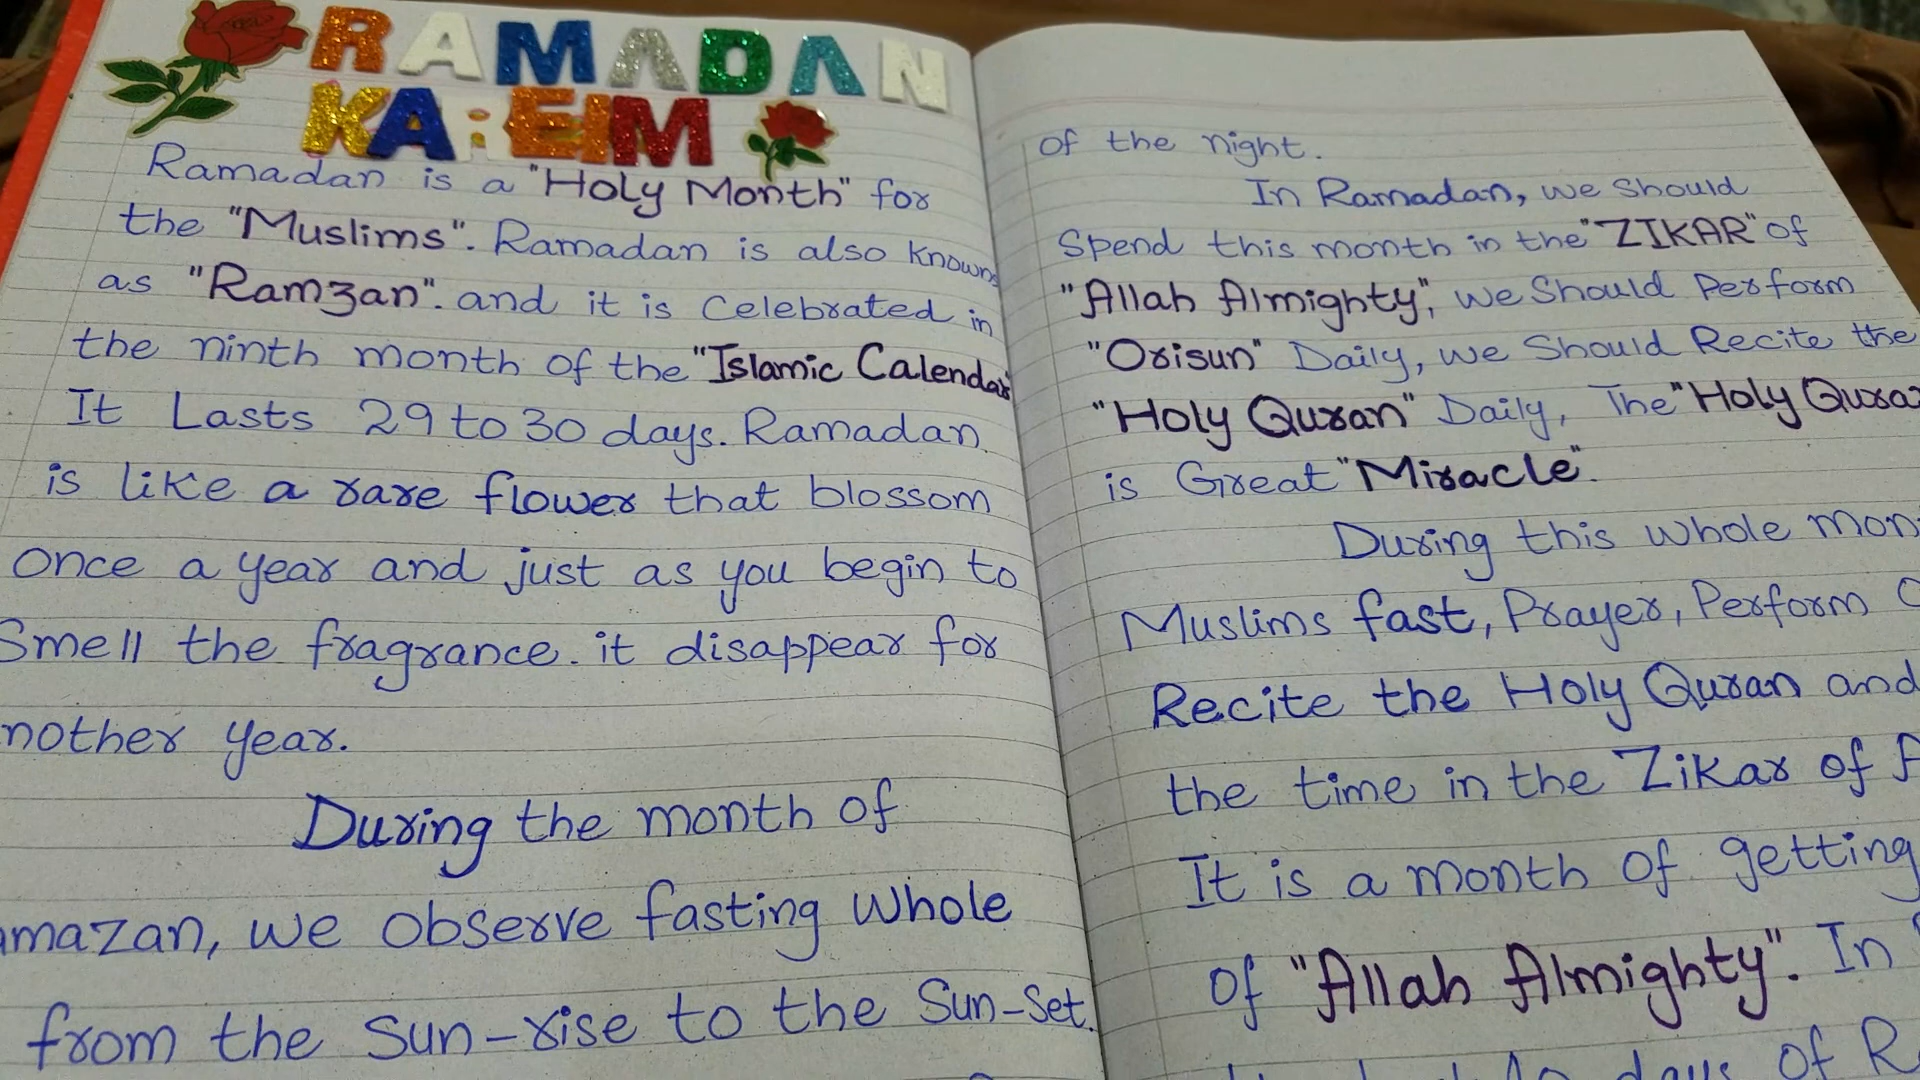 RAMADAN
KAREIM
Ramadan is a "Holy Month" for
the "Muslims". Ramadan is also known
as "Ramzan". and it is Celebrated in
the ninth month of the "Islamic Calendar
It Lasts 29 to 30 days. Ramadan
is like a rare flower that blossom
Once a year and just as you begin to
Smell the fragrance. it disappear for
nother year.
During the month of
amazan, we observe fasting whole
from the Sun-rise to the Sun-Set.
of the night.
In Ramadan, we should
Spend this month in the "ZIKAR" of
"Allah Almighty", we Should Perform
"Orisun" Daily, we Should Recite the
"Holy Quran" Daily, The "Holy Qura
is Great "Miracle".
During this whole mon
Muslims fast, Prayer, Perform
Recite the Holy Quran and
the time in the Zikar of
It is a month of getting
of "Allah Almighty". In
days of R